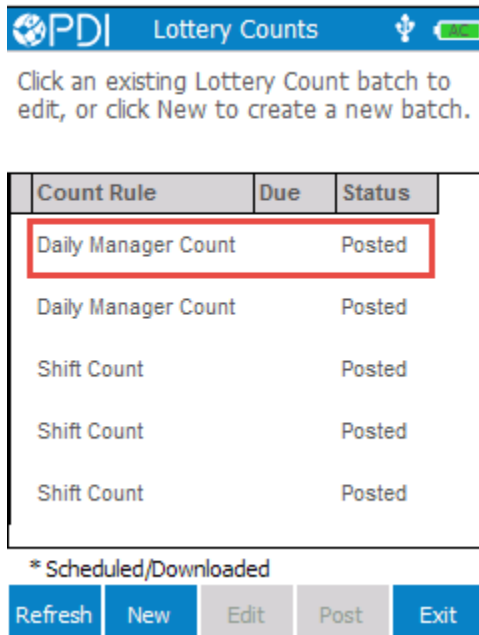 PDI Lottery Counts AC
Click an existing Lottery Count batch to
edit, or click New to create a new batch.
Count Rule Due Status
Daily Manager Count Posted
Daily Manager Count Posted
Shift Count Posted
Shift Count Posted
Shift Count Posted
* Scheduled/Downloaded
Refresh New Edit Post Exit